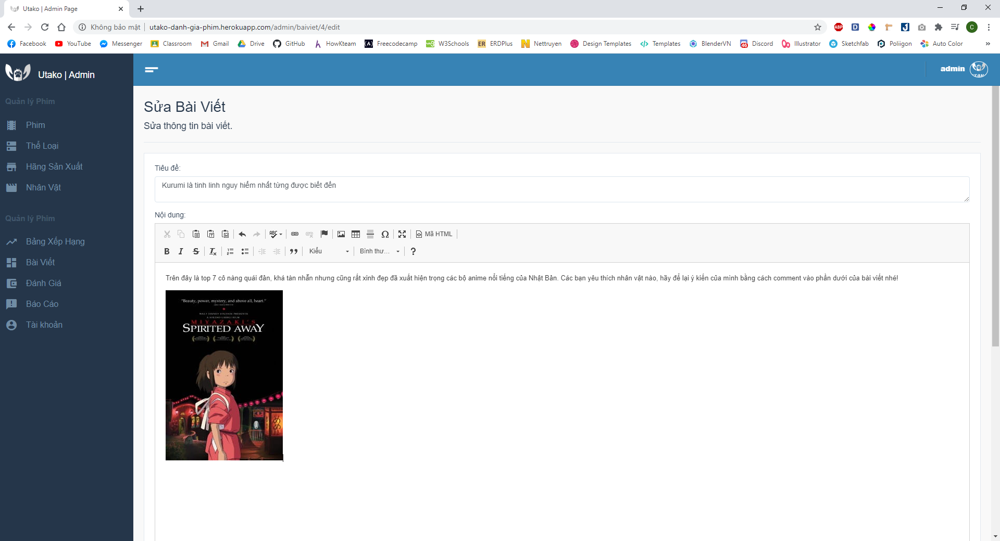 Utako | Admin Page
Không bảo mật
utako-danh-gia-phim.herokuapp.com/admin/baiviet/4/edit
ABP
D
C
Facebook
YouTube
Messenger
Classroom
Gmail
Drive
GitHub
HowKteam
Freecodecamp
W3Schools
ER ERDPlus
Nettruyen
Design Templates
Templates
BlenderVN
46 Discord
Illustrator
Sketchfab
Poliigon
Auto Color
»
Utako | Admin
admin
Quản lý Phim
Phim
Thể Loại
Hãng Sản Xuất
Nhân Vật
Quản lý Phim
Bảng Xếp Hạng
Bài Viết
Đánh Giá
Báo Cáo
Tài khoản
Sửa Bài Viết
Sửa thông tin bài viết.
Tiêu đề:
Kurumi là tinh linh nguy hiểm nhất từng được biết đến
Nội dung:
ABC
Ω
Mã HTML
B I S Tx
Kiểu
Bình thư...
?
Trên đây là top 7 cô nàng quái đản, khá tàn nhẫn nhưng cũng rất xinh đẹp đã xuất hiện trọng các bộ anime nổi tiếng của Nhật Bản. Các bạn yêu thích nhân vật nào, hãy để lại ý kiến của mình bằng cách comment vào phần dưới của bài viết nhé!
"Beauty, power, mystery, and above all, heart."
WALT DISNEY STUDIOS PRESENTS
A STUDIO GHIBLI FILM
MIYAZAKI'S
SPIRITED AWAY